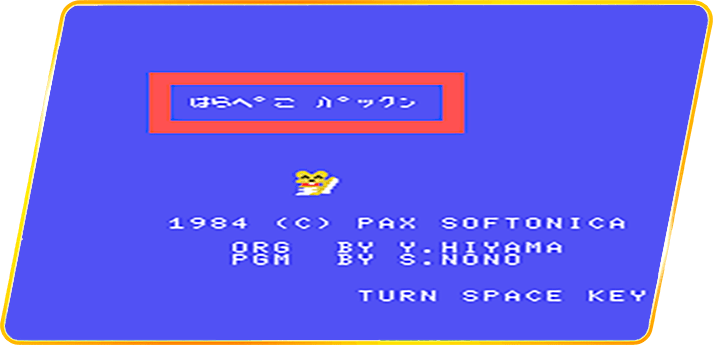 はらぺこ パックン
1984 (C) PAX SOFTONICA
ORG BY Y.HIYAMA
PGM BY S.NONO
TURN SPACE KEY